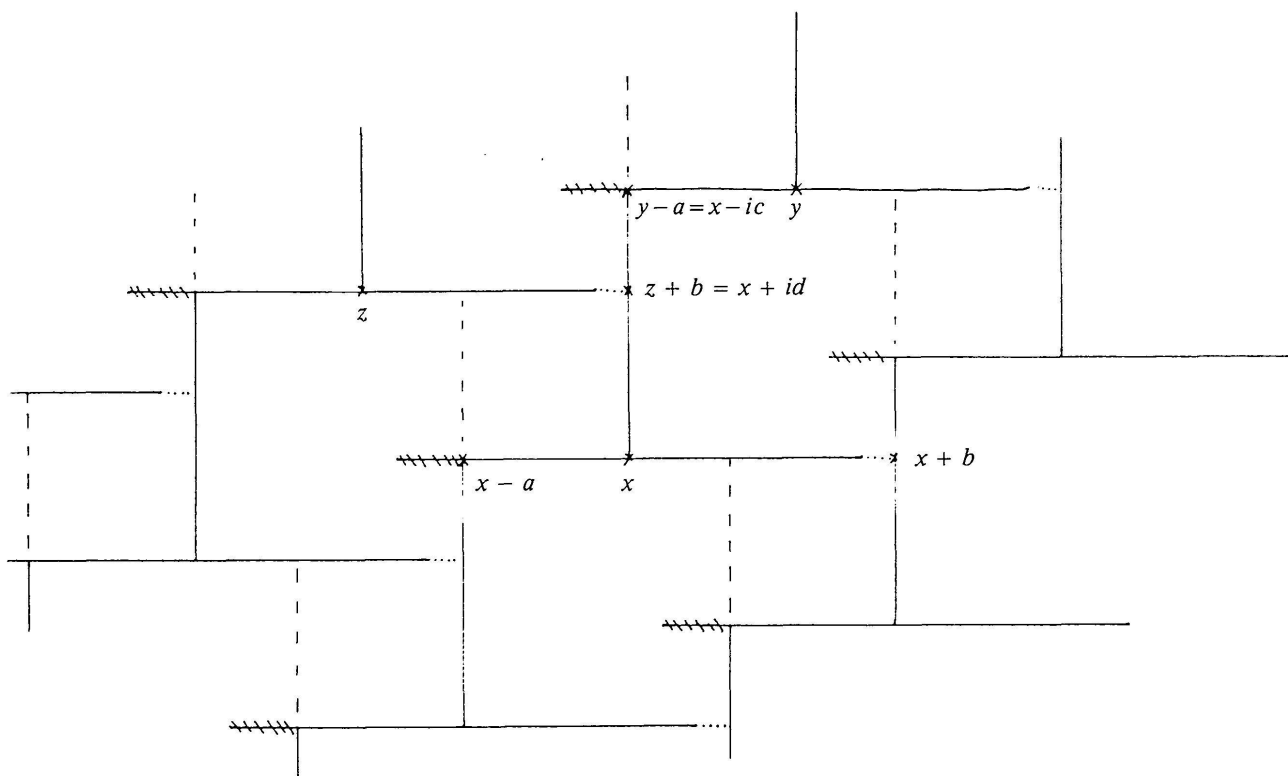 y − a = x − ic
y
z + b = x + id
z
x + b
x − a
x